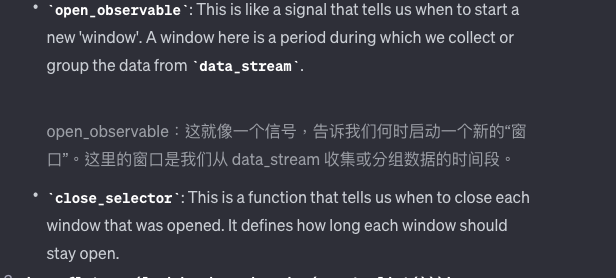 • `open_observable`: This is like a signal that tells us when to start a
new 'window'. A window here is a period during which we collect or
group the data from `data_stream`.
open_observable：这就像一个信号，告诉我们何时启动一个新的“窗
口”。这里的窗口是我们从 data_stream 收集或分组数据的时间段。
• `close_selector`: This is a function that tells us when to close each
window that was opened. It defines how long each window should
stay open.